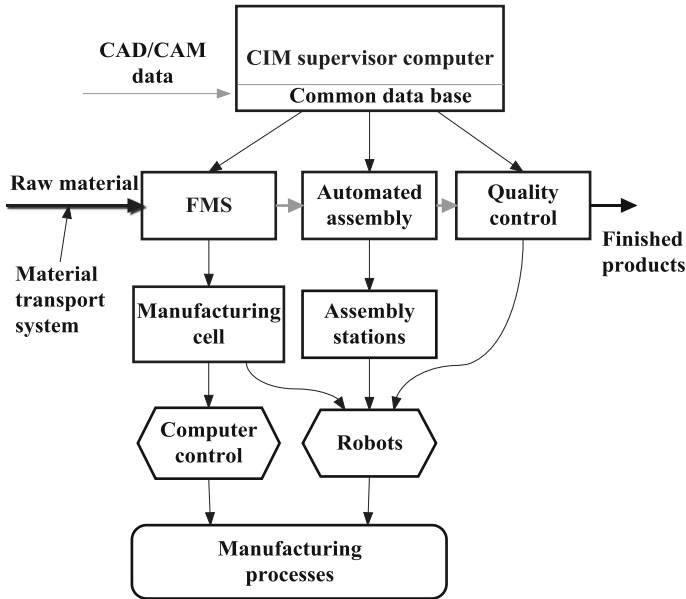 CAD/CAM
data
CIM supervisor computer
Common data base
Raw material
FMS
Automated
assembly
Quality
control
Finished
products
Material
transport
system
Manufacturing
cell
Assembly
stations
Computer
control
Robots
Manufacturing
processes